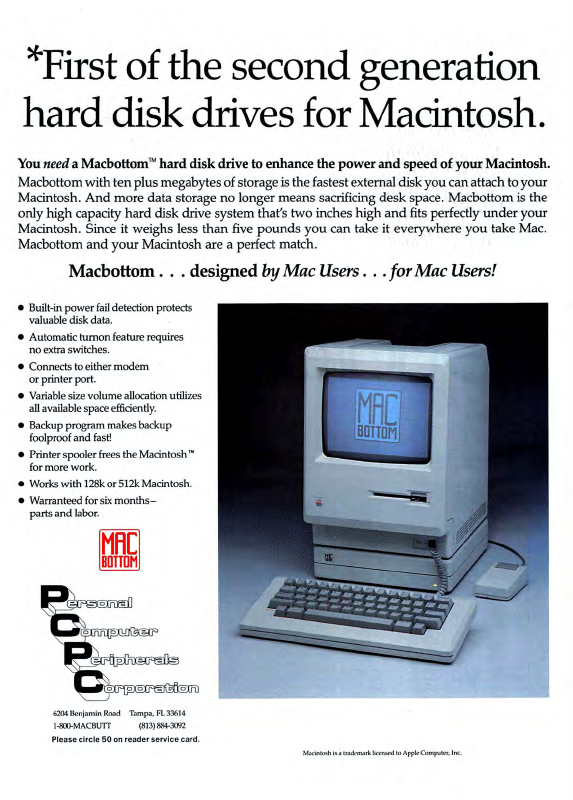 *First of the second generation
hard disk drives for Macintosh.
You need a Macbottom™ hard disk drive to enhance the power and speed of your Macintosh.
Macbottom with ten plus megabytes of storage is the fastest external disk you can attach to your
Macintosh. And more data storage no longer means sacrificing desk space. Macbottom is the
only high capacity hard disk drive system that's two inches high and fits perfectly under your
Macintosh. Since it weighs less than five pounds you can take it everywhere you take Mac.
Macbottom and your Macintosh are a perfect match.
Macbottom . . . designed by Mac Users . . . for Mac Users!
• Built-in power fail detection protects
valuable disk data.
• Automatic turnon feature requires
no extra switches.
• Connects to either modem
or printer port.
• Variable size volume allocation utilizes
all available space efficiently.
• Backup program makes backup
foolproof and fast!
• Printer spooler frees the Macintosh™
for more work.
• Works with 128k or 512k Macintosh.
• Warranteed for six months–
parts and labor.
MAC
BOTTOM
MAC
BOTTOM
Personal
Computer
Peripherals
Corporation
6204 Benjamin Road Tampa, FL 33614
1-800-MACBUTT (813) 884-3092
Please circle 50 on reader service card.
Macintosh is a trademark licensed to Apple Computer, Inc.